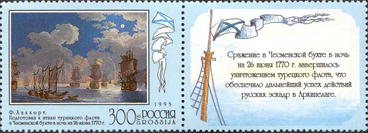 Ф. Хаккерт.
Подготовка к атаке турецкого флота
в Чесменской бухте в ночь на 26 июня 1770 г.
300 РОССИЯ
ROSSIJA
1995
Сражение в Чесменской бухте в ночь
на 26 июня 1770 г. завершилось
уничтожением турецкого флота, что
обеспечило дальнейший успех действий
русских эскадр в Архипелаге.